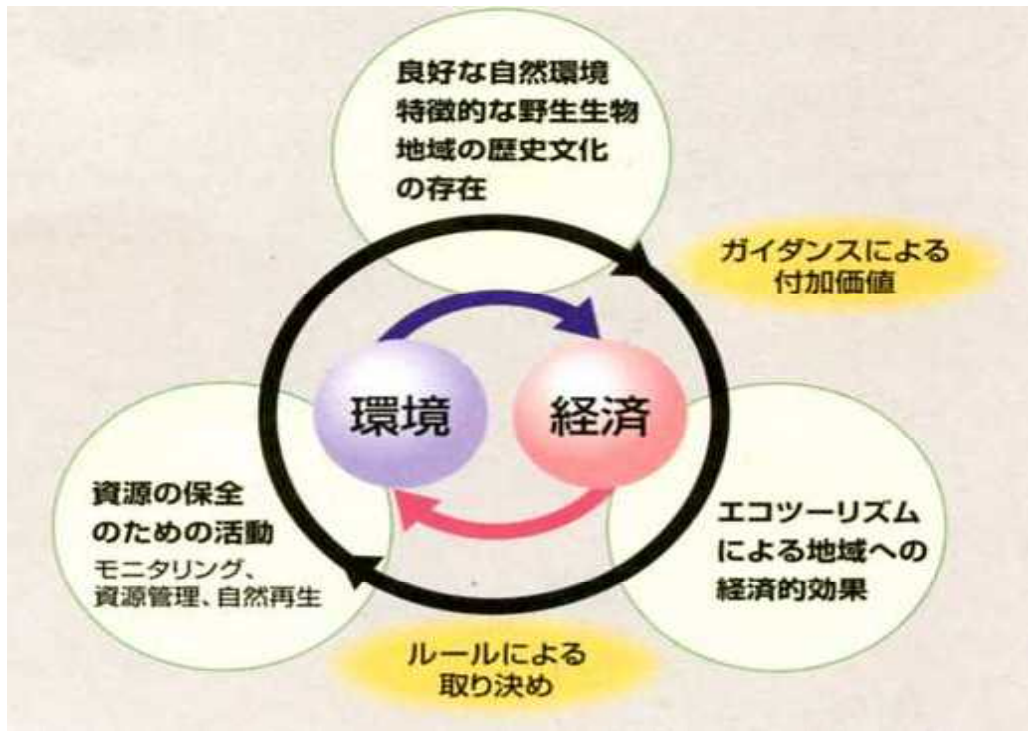 良好な自然環境
特徴的な野生生物
地域の歴史文化
の存在
ガイダンスによる
付加価値
環境
経済
資源の保全
のための活動
モニタリング、
資源管理、自然再生
エコツーリズム
による地域への
経済的効果
ルールによる
取り決め